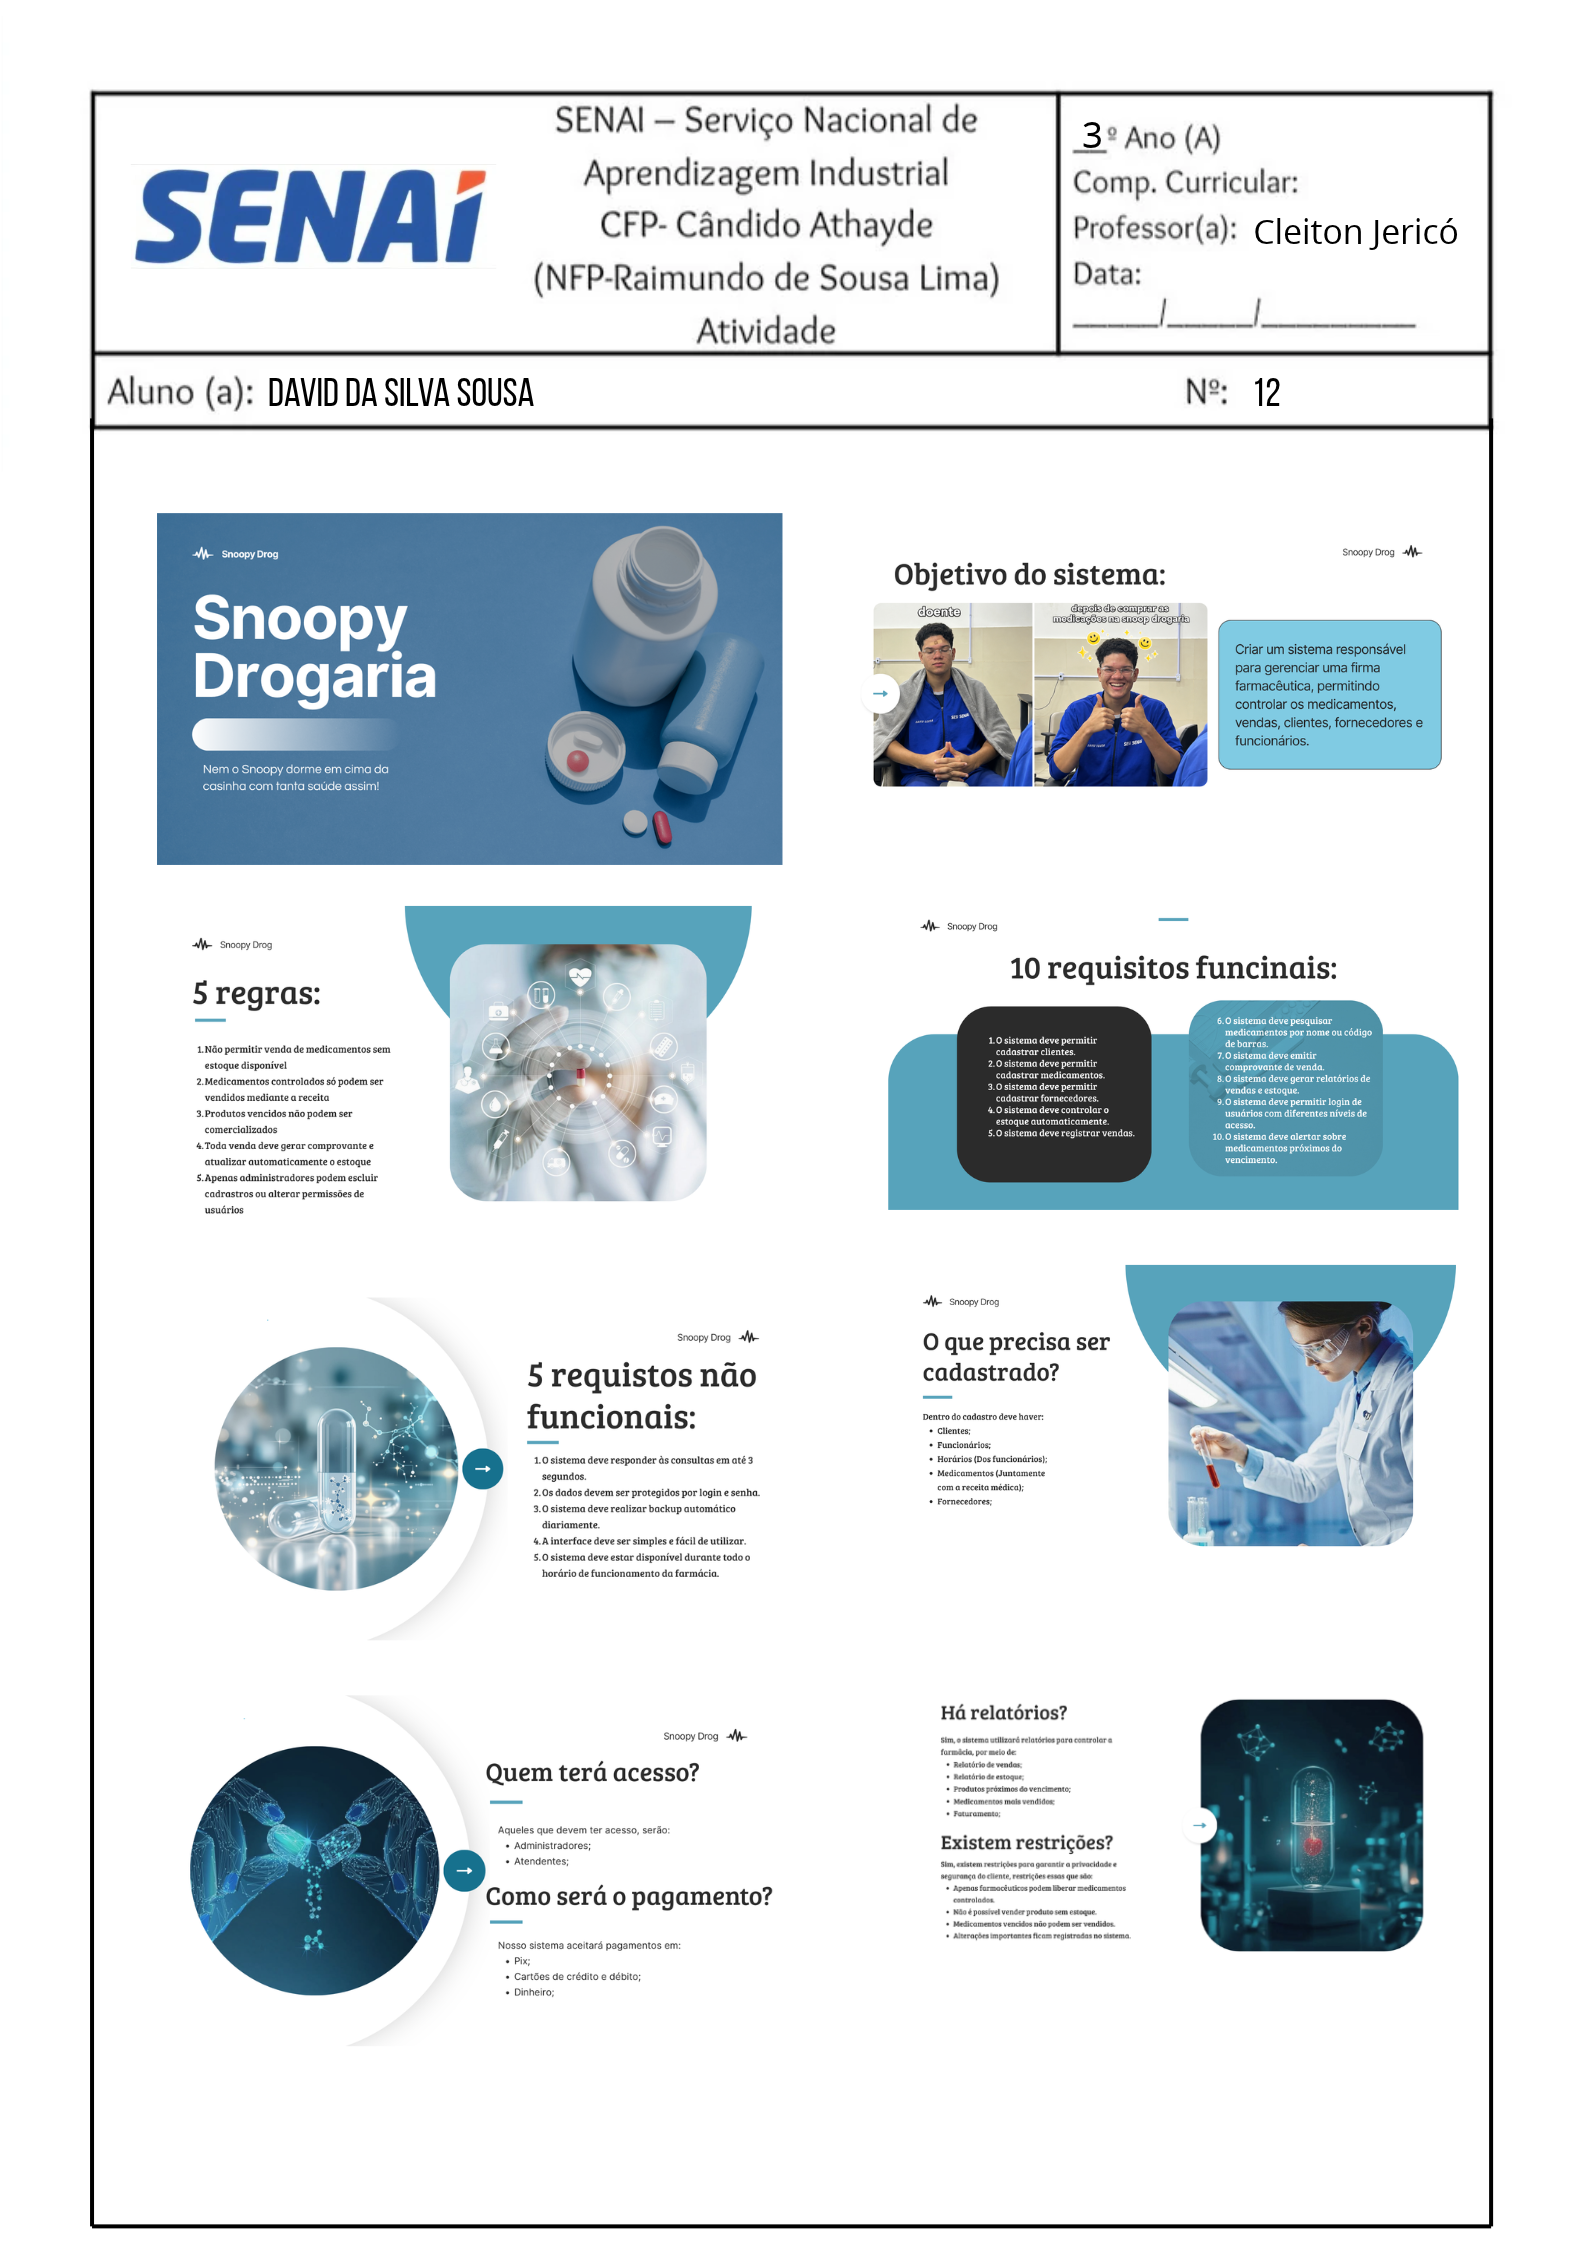 SENAI
SENAI – Serviço Nacional de
Aprendizagem Industrial
CFP- Cândido Athayde
(NFP-Raimundo de Sousa Lima)
Atividade
3º Ano (A)
Comp. Curricular:
Professor(a): Cleiton Jericó
Data:
_____/_____/_________
Aluno (a): DAVID DA SILVA SOUSA
Nº: 12
Snoopy Drog
Snoopy
Drogaria
Nem o Snoopy dorme em cima da
casinha com tanta saúde assim!
Snoopy Drog
Objetivo do sistema:
doente
depois de comprar as
medicações na snoop drogaria
Criar um sistema responsável
para gerenciar uma firma
farmacêutica, permitindo
controlar os medicamentos,
vendas, clientes, fornecedores e
funcionários.
Snoopy Drog
5 regras:
1. Não permitir venda de medicamentos sem
estoque disponível
2. Medicamentos controlados só podem ser
vendidos mediante a receita
3. Produtos vencidos não podem ser
comercializados
4. Toda venda deve gerar comprovante e
atualizar automaticamente o estoque
5. Apenas administradores podem escluir
cadrastros ou alterar permissões de
usuários
Snoopy Drog
10 requisitos funcinais:
1. O sistema deve permitir
cadastrar clientes.
2. O sistema deve permitir
cadastrar medicamentos.
3. O sistema deve permitir
cadastrar fornecedores.
4. O sistema deve controlar o
estoque automaticamente.
5. O sistema deve registrar vendas.
6. O sistema deve pesquisar
medicamentos por nome ou código
de barras.
7. O sistema deve emitir
comprovante de venda.
8. O sistema deve gerar relatórios de
vendas e estoque.
9. O sistema deve permitir login de
usuários com diferentes níveis de
acesso.
10. O sistema deve alertar sobre
medicamentos próximos do
vencimento.
Snoopy Drog
5 requistos não
funcionais:
1. O sistema deve responder às consultas em até 3
segundos.
2. Os dados devem ser protegidos por login e senha.
3. O sistema deve realizar backup automático
diariamente.
4. A interface deve ser simples e fácil de utilizar.
5. O sistema deve estar disponível durante todo o
horário de funcionamento da farmácia.
Snoopy Drog
O que precisa ser
cadastrado?
Dentro do cadastro deve haver:
• Clientes;
• Funcionários;
• Horários (Dos funcionários);
• Medicamentos (Juntamente
com a receita médica);
• Fornecedores;
Snoopy Drog
Quem terá acesso?
Aqueles que devem ter acesso, serão:
• Administradores;
• Atendentes;
Como será o pagamento?
Nosso sistema aceitará pagamentos em:
• Pix;
• Cartões de crédito e débito;
• Dinheiro;
Há relatórios?
Sim, o sistema utilizará relatórios para controlar a
farmácia, por meio de:
• Relatório de vendas;
• Relatório de estoque;
• Produtos próximos do vencimento;
• Medicamentos mais vendidos;
• Faturamento;
Existem restrições?
Sim, existem restrições para garantir a privacidade e
segurança do cliente, restrições essas que são:
• Apenas farmacêuticos podem liberar medicamentos
controlados.
• Não é possível vender produto sem estoque.
• Medicamentos vencidos não podem ser vendidos.
• Alterações importantes ficam registradas no sistema.